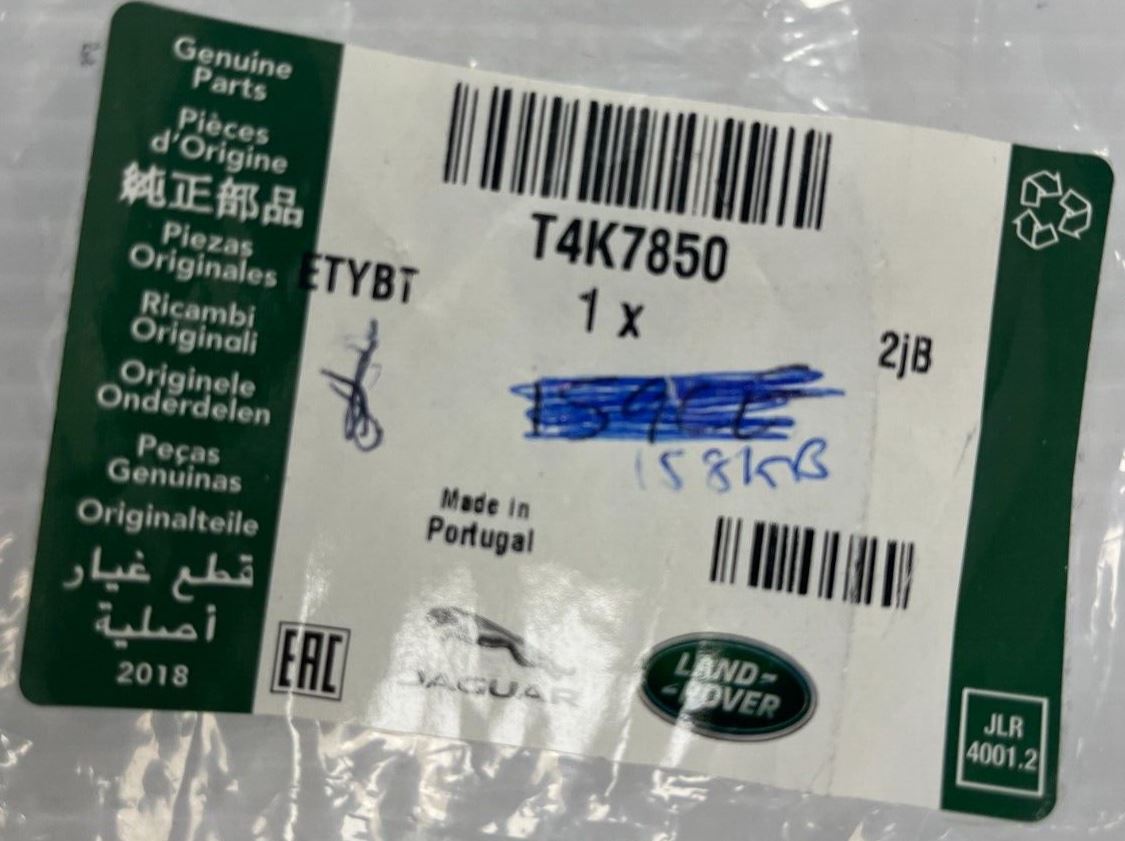 Genuine
Parts
Pièces
d'Origine
純正部品
Piezas
Originales
Ricambi
Originali
Originele
Onderdelen
Peças
Genuinas
Originalteile
قطع غيار
أصلية
2018
T4K7850
ETYBT
1 x
2jB
Made in
Portugal
EAC
JAGUAR
LAND-
-ROVER
JLR
4001.2